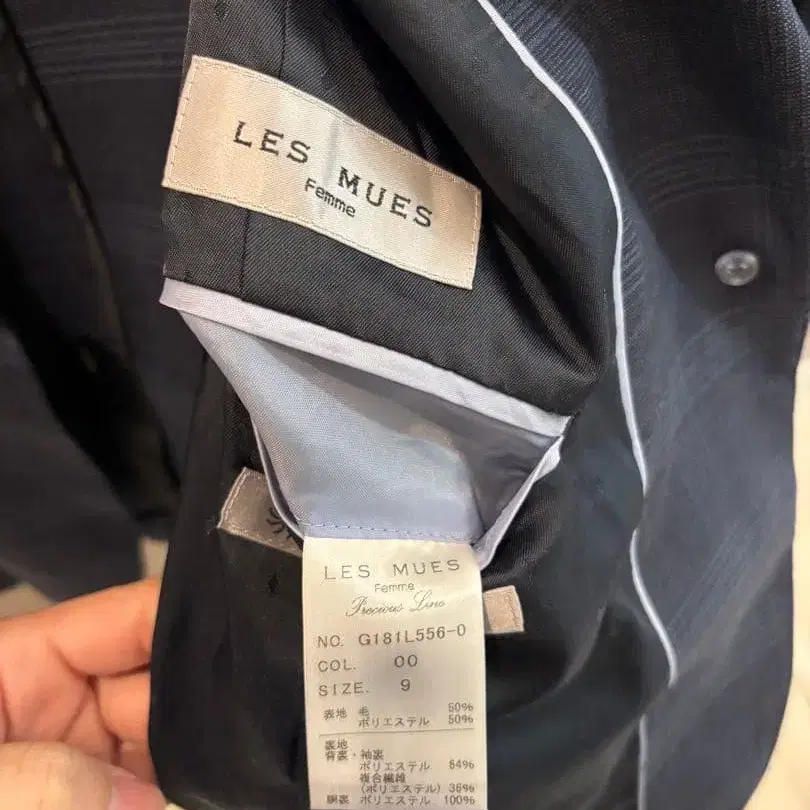 LES MUES
Femme
LES MUES
Femme
Precious Line
NO. G181L556-0
COL. 00
SIZE. 9
表地 毛 50%
ポリエステル 50%
裏地
背裏・袖裏
ポリエステル 64%
複合繊維
(ポリエステル) 36%
胴裏 ポリエステル 100%